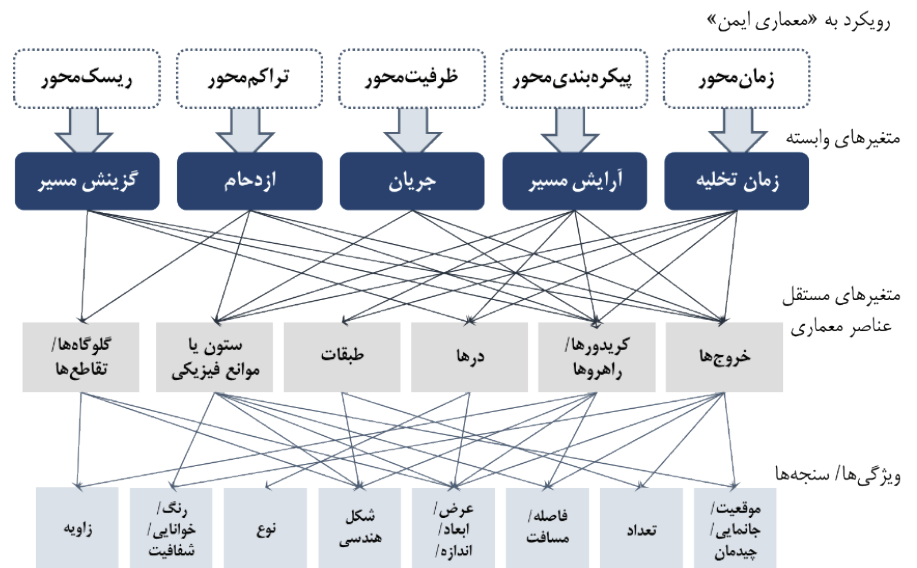 رویکرد به «معماری ایمن»
زمان‌محور
پیکره‌بندی‌محور
ظرفیت‌محور
تراکم‌محور
ریسک‌محور
متغیرهای وابسته
زمان تخلیه
آرایش مسیر
جریان
ازدحام
گزینش مسیر
متغیرهای مستقل
عناصر معماری
خروج‌ها
کریدورها/
راهروها
درها
طبقات
ستون یا
موانع فیزیکی
گلوگاه‌ها/
تقاطع‌ها
ویژگی‌ها/ سنجه‌ها
موقعیت/
جانمایی/
چیدمان
تعداد
فاصله/
مسافت
عرض/
ابعاد/
اندازه
شکل
هندسی
نوع
رنگ/
خوانایی/
شفافیت
زاویه